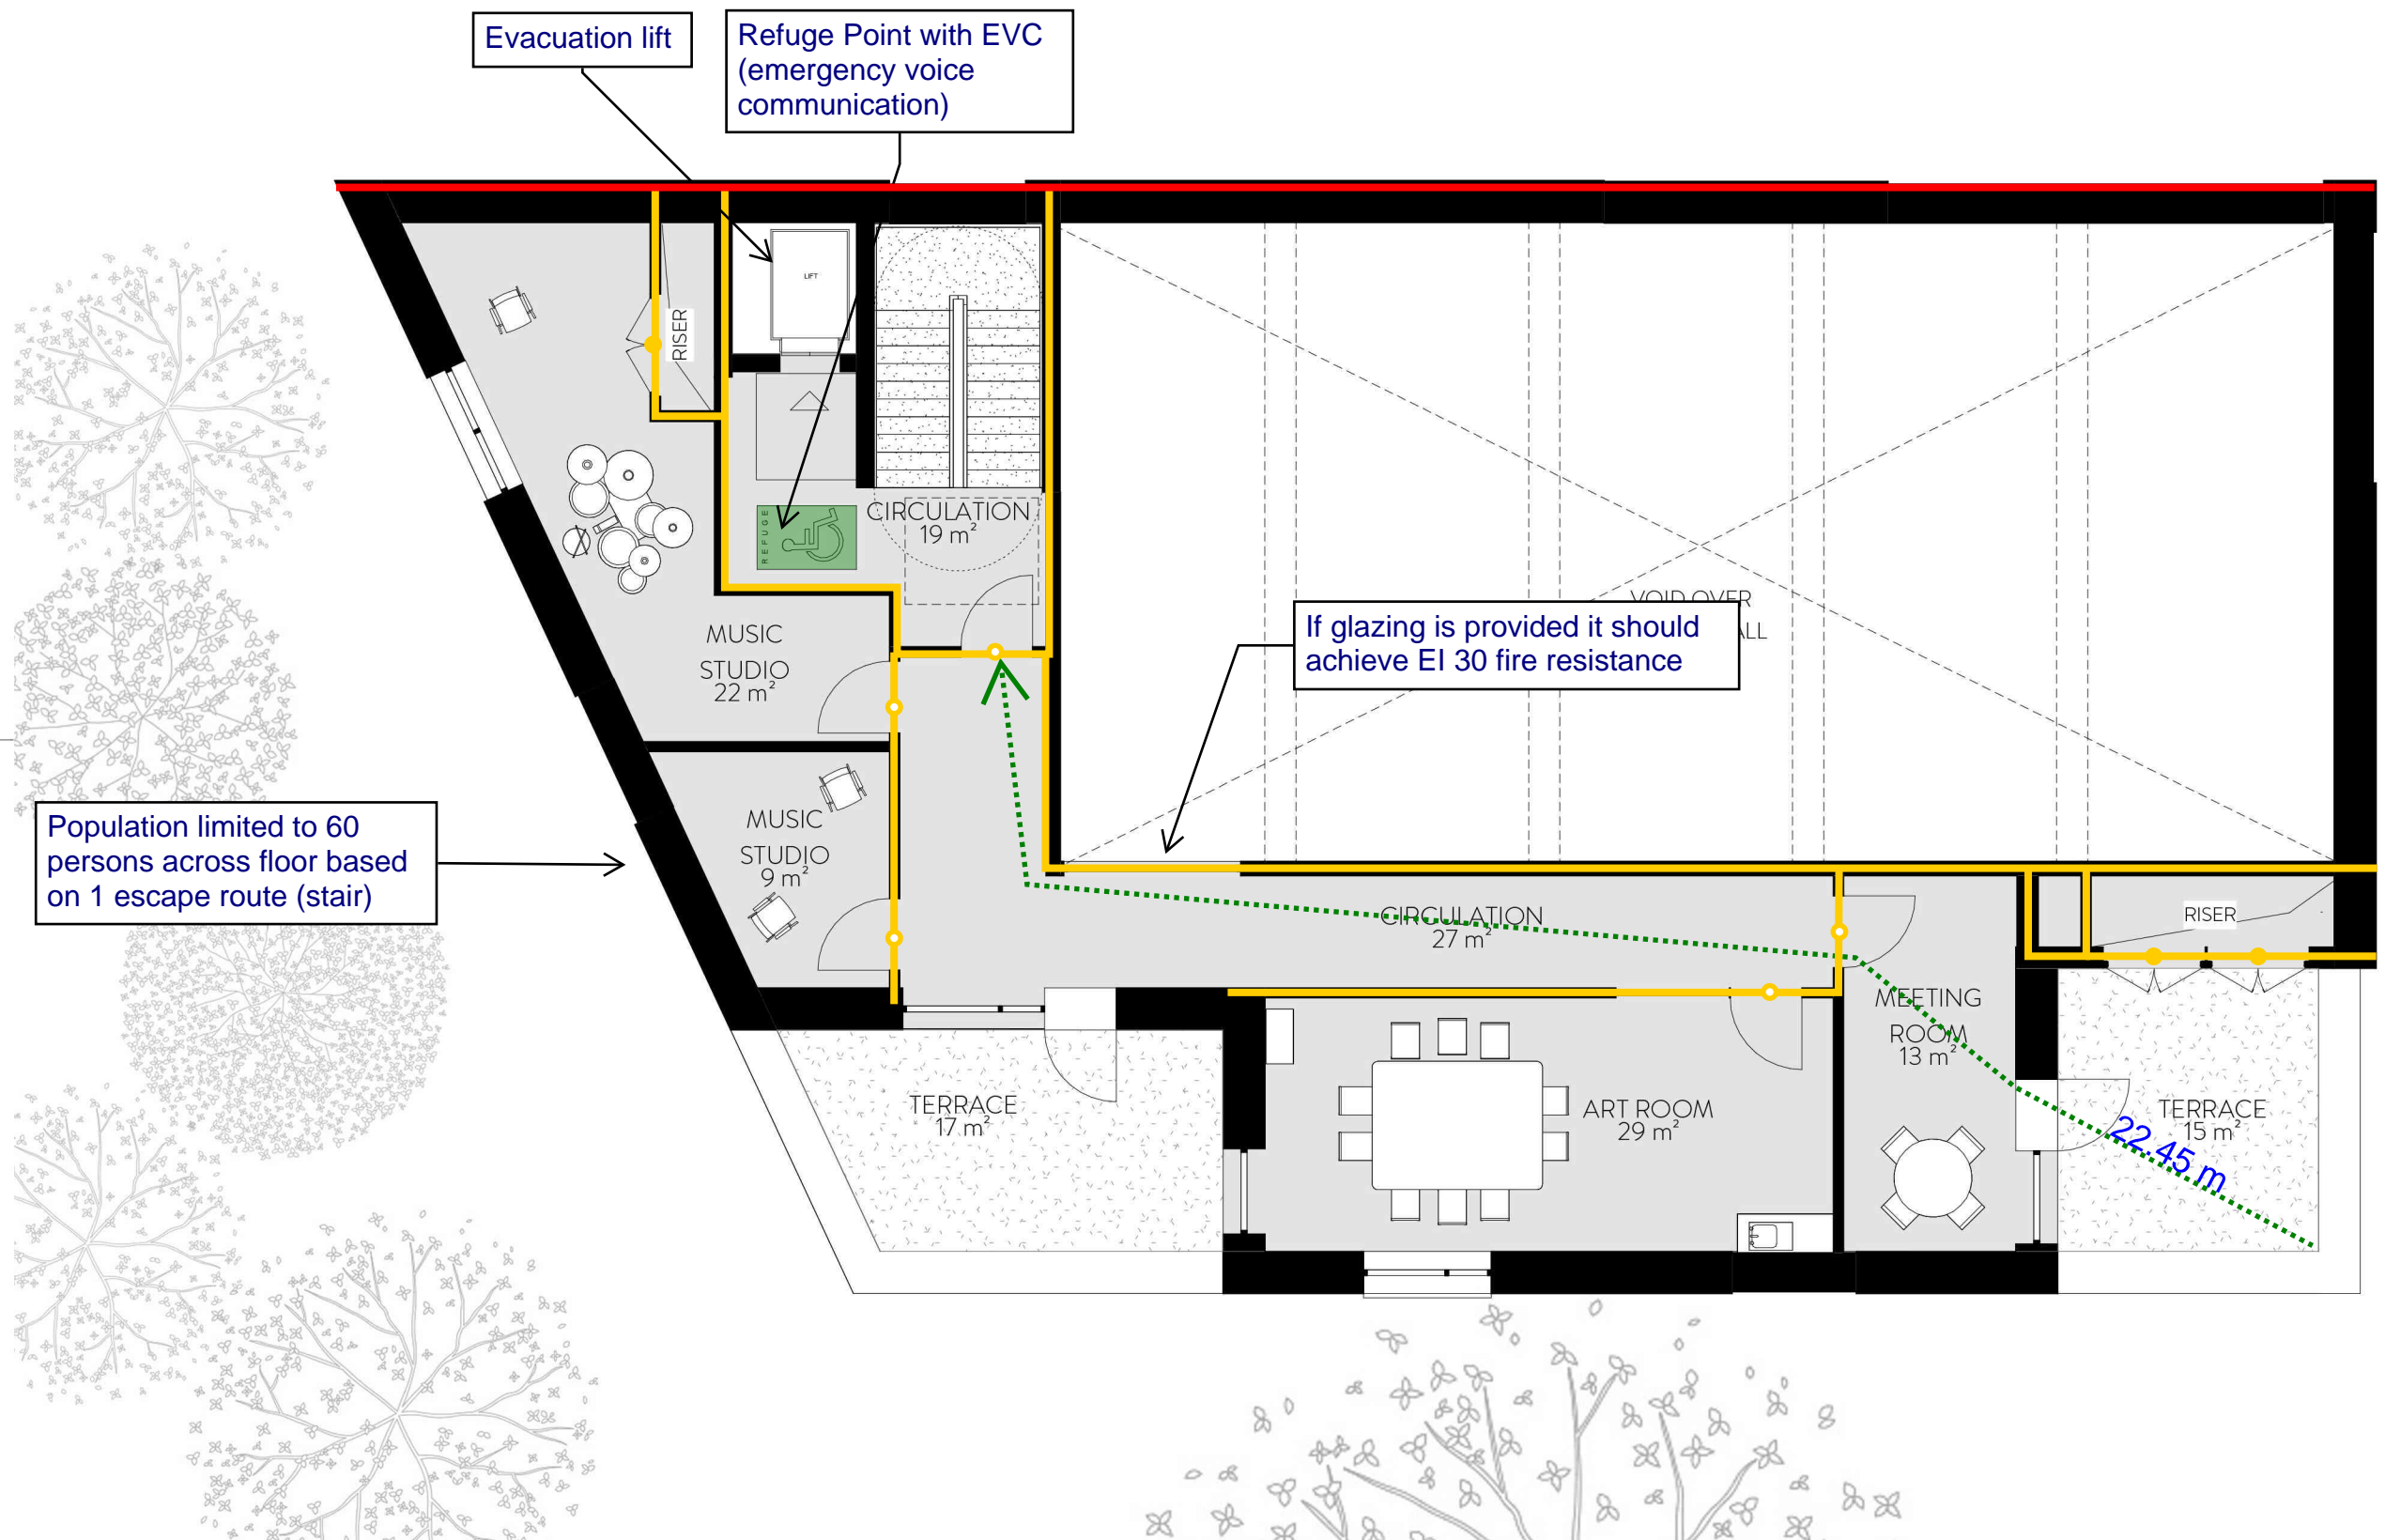 Evacuation lift
Refuge Point with EVC
(emergency voice
communication)
LIFT
RISER
REFUGE
CIRCULATION
19 m²
VOID OVER
ALL
If glazing is provided it should
achieve EI 30 fire resistance
MUSIC
STUDIO
22 m²
Population limited to 60
persons across floor based
on 1 escape route (stair)
MUSIC
STUDIO
9 m²
CIRCULATION
27 m²
RISER
MEETING
ROOM
13 m²
TERRACE
17 m²
ART ROOM
29 m²
TERRACE
15 m²
22.45 m